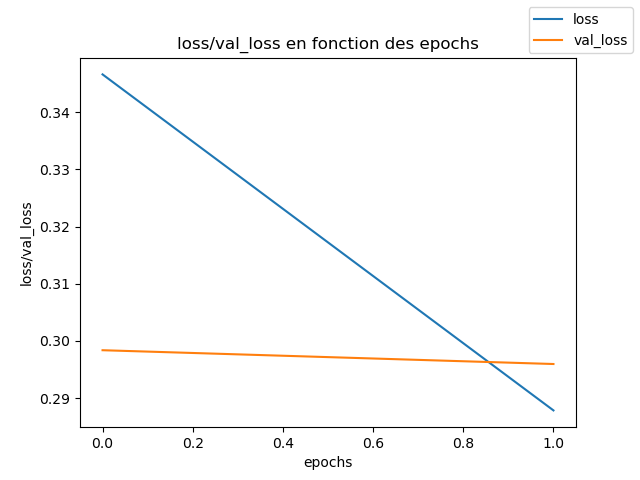 loss/val_loss en fonction des epochs
loss
val_loss
loss/val_loss
0.34
0.33
0.32
0.31
0.30
0.29
0.0 0.2 0.4 0.6 0.8 1.0
epochs